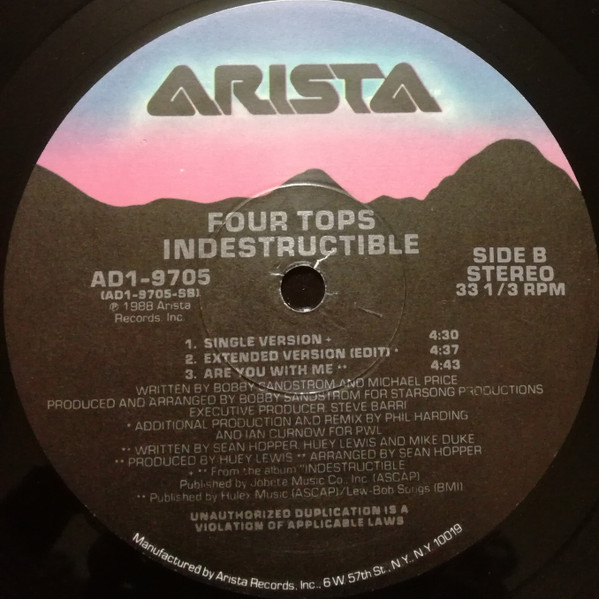 ARISTA
FOUR TOPS
INDESTRUCTIBLE
AD1-9705
(AD1-9705-SB)
℗ 1988 Arista
Records, Inc.
SIDE B
STEREO
33 1/3 RPM
1. SINGLE VERSION + 4:30
2. EXTENDED VERSION (EDIT) * 4:37
3. ARE YOU WITH ME ** 4:43
WRITTEN BY BOBBY SANDSTROM AND MICHAEL PRICE
PRODUCED AND ARRANGED BY BOBBY SANDSTROM FOR STARSONG PRODUCTIONS
EXECUTIVE PRODUCER: STEVE BARRI
* ADDITIONAL PRODUCTION AND REMIX BY PHIL HARDING
AND IAN CURNOW FOR PWL
** WRITTEN BY SEAN HOPPER, HUEY LEWIS AND MIKE DUKE
** PRODUCED BY HUEY LEWIS ** ARRANGED BY SEAN HOPPER
+ ** From the album "INDESTRUCTIBLE
Published by Jobete Music Co., Inc. (ASCAP)
** Published by Hulex Music (ASCAP)/Lew-Bob Songs (BMI)
UNAUTHORIZED DUPLICATION IS A
VIOLATION OF APPLICABLE LAWS
Manufactured by Arista Records, Inc., 6 W. 57th St., N.Y., N.Y. 10019